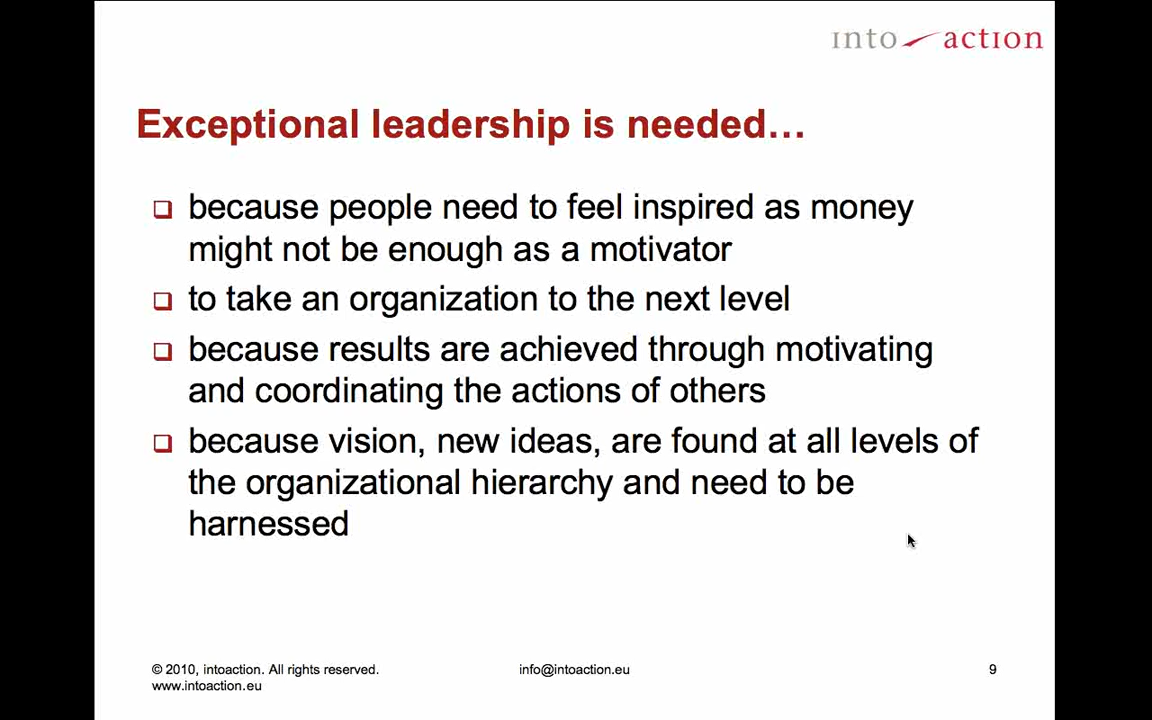 into action
Exceptional leadership is needed…
because people need to feel inspired as money
might not be enough as a motivator
to take an organization to the next level
because results are achieved through motivating
and coordinating the actions of others
because vision, new ideas, are found at all levels of
the organizational hierarchy and need to be
harnessed
© 2010, intoaction. All rights reserved. info@intoaction.eu 9
www.intoaction.eu